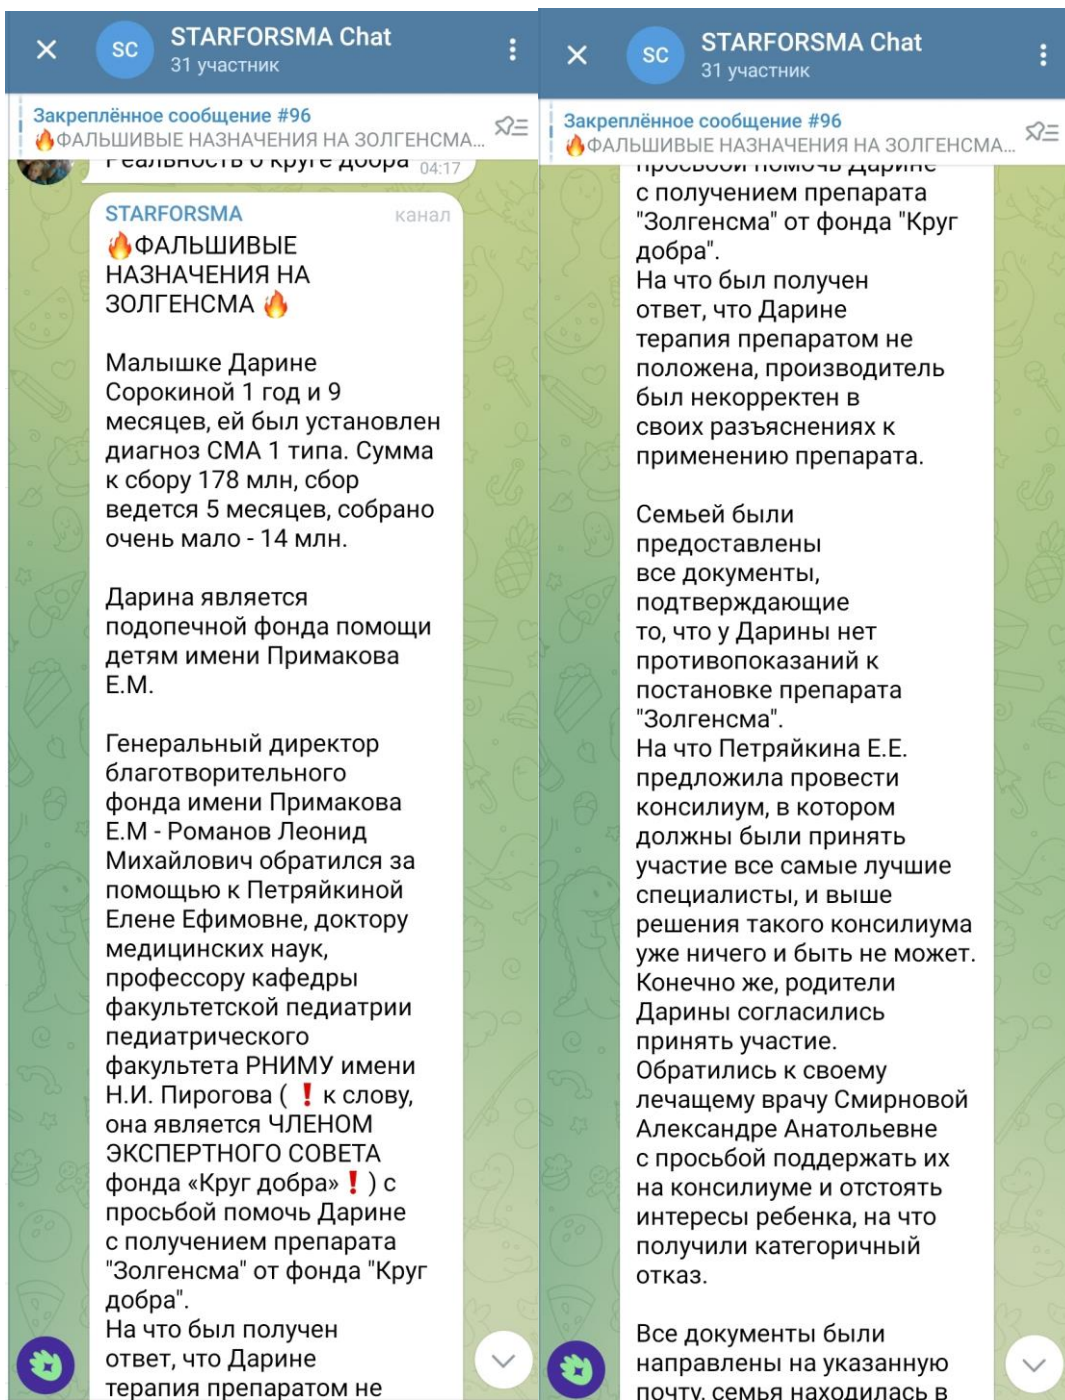 STARFORSMA Chat
31 участник
Закреплённое сообщение #96
🔥ФАЛЬШИВЫЕ НАЗНАЧЕНИЯ НА ЗОЛГЕНСМА...
Реальность о круге добра 04:17
STARFORSMA канал
🔥ФАЛЬШИВЫЕ
НАЗНАЧЕНИЯ НА
ЗОЛГЕНСМА 🔥
Малышке Дарине
Сорокиной 1 год и 9
месяцев, ей был установлен
диагноз СМА 1 типа. Сумма
к сбору 178 млн, сбор
ведется 5 месяцев, собрано
очень мало - 14 млн.
Дарина является
подопечной фонда помощи
детям имени Примакова
Е.М.
Генеральный директор
благотворительного
фонда имени Примакова
Е.М - Романов Леонид
Михайлович обратился за
помощью к Петряйкиной
Елене Ефимовне, доктору
медицинских наук,
профессору кафедры
факультетской педиатрии
педиатрического
факультета РНИМУ имени
Н.И. Пирогова ( ❗ к слову,
она является ЧЛЕНОМ
ЭКСПЕРТНОГО СОВЕТА
фонда «Круг добра» ❗ ) с
просьбой помочь Дарине
с получением препарата
"Золгенсма" от фонда "Круг
добра".
На что был получен
ответ, что Дарине
терапия препаратом не
SC
STARFORSMA Chat
31 участник
SC
Закреплённое сообщение #96
🔥ФАЛЬШИВЫЕ НАЗНАЧЕНИЯ НА ЗОЛГЕНСМА...
просьбой помочь Дарине
с получением препарата
"Золгенсма" от фонда "Круг
добра".
На что был получен
ответ, что Дарине
терапия препаратом не
положена, производитель
был некорректен в
своих разъяснениях к
применению препарата.
Семьей были
предоставлены
все документы,
подтверждающие
то, что у Дарины нет
противопоказаний к
постановке препарата
"Золгенсма".
На что Петряйкина Е.Е.
предложила провести
консилиум, в котором
должны были принять
участие все самые лучшие
специалисты, и выше
решения такого консилиума
уже ничего и быть не может.
Конечно же, родители
Дарины согласились
принять участие.
Обратились к своему
лечащему врачу Смирновой
Александре Анатольевне
с просьбой поддержать их
на консилиуме и отстоять
интересы ребенка, на что
получили категоричный
отказ.
Все документы были
направлены на указанную
почту, семья находилась в